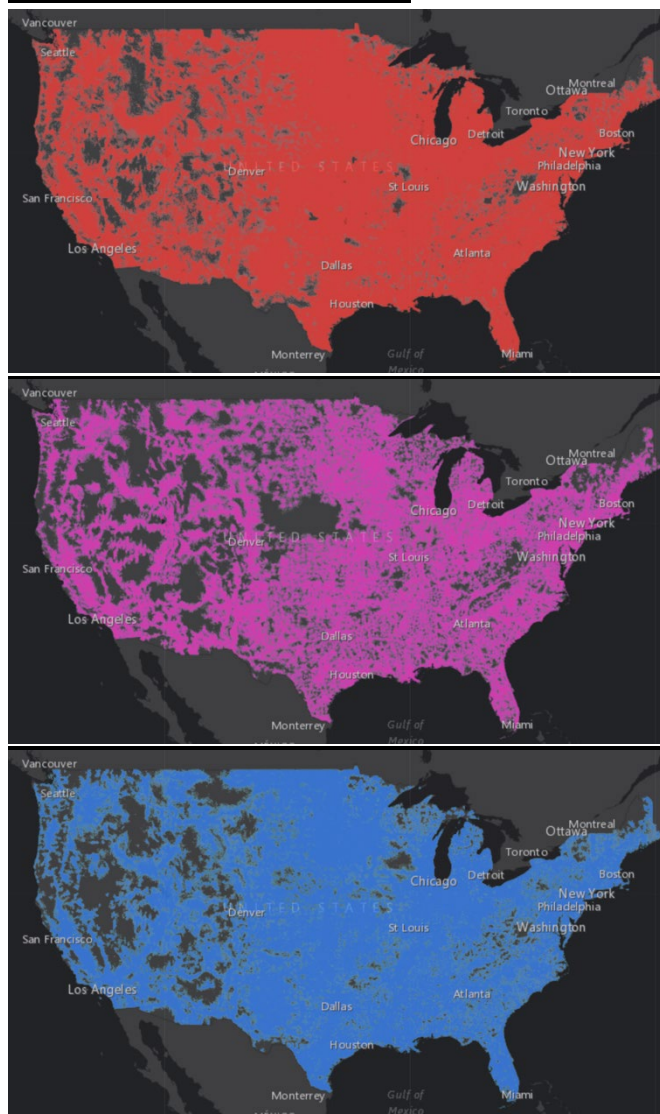 Vancouver
Seattle
Ottawa Montreal
Toronto
Chicago Detroit Boston
New York
UNITED STATES Philadelphia
Denver
St Louis Washington
San Francisco
Los Angeles Atlanta
Dallas
Houston
Monterrey Gulf of Miami
Mexico
Vancouver
Seattle
Ottawa Montreal
Toronto
Chicago Detroit Boston
New York
UNITED STATES Philadelphia
Denver
St Louis Washington
San Francisco
Los Angeles Atlanta
Dallas
Houston
Monterrey Gulf of Miami
Mexico
Vancouver
Seattle
Ottawa Montreal
Toronto
Chicago Detroit Boston
New York
UNITED STATES Philadelphia
Denver
St Louis Washington
San Francisco
Los Angeles Atlanta
Dallas
Houston
Monterrey Gulf of Miami
Mexico